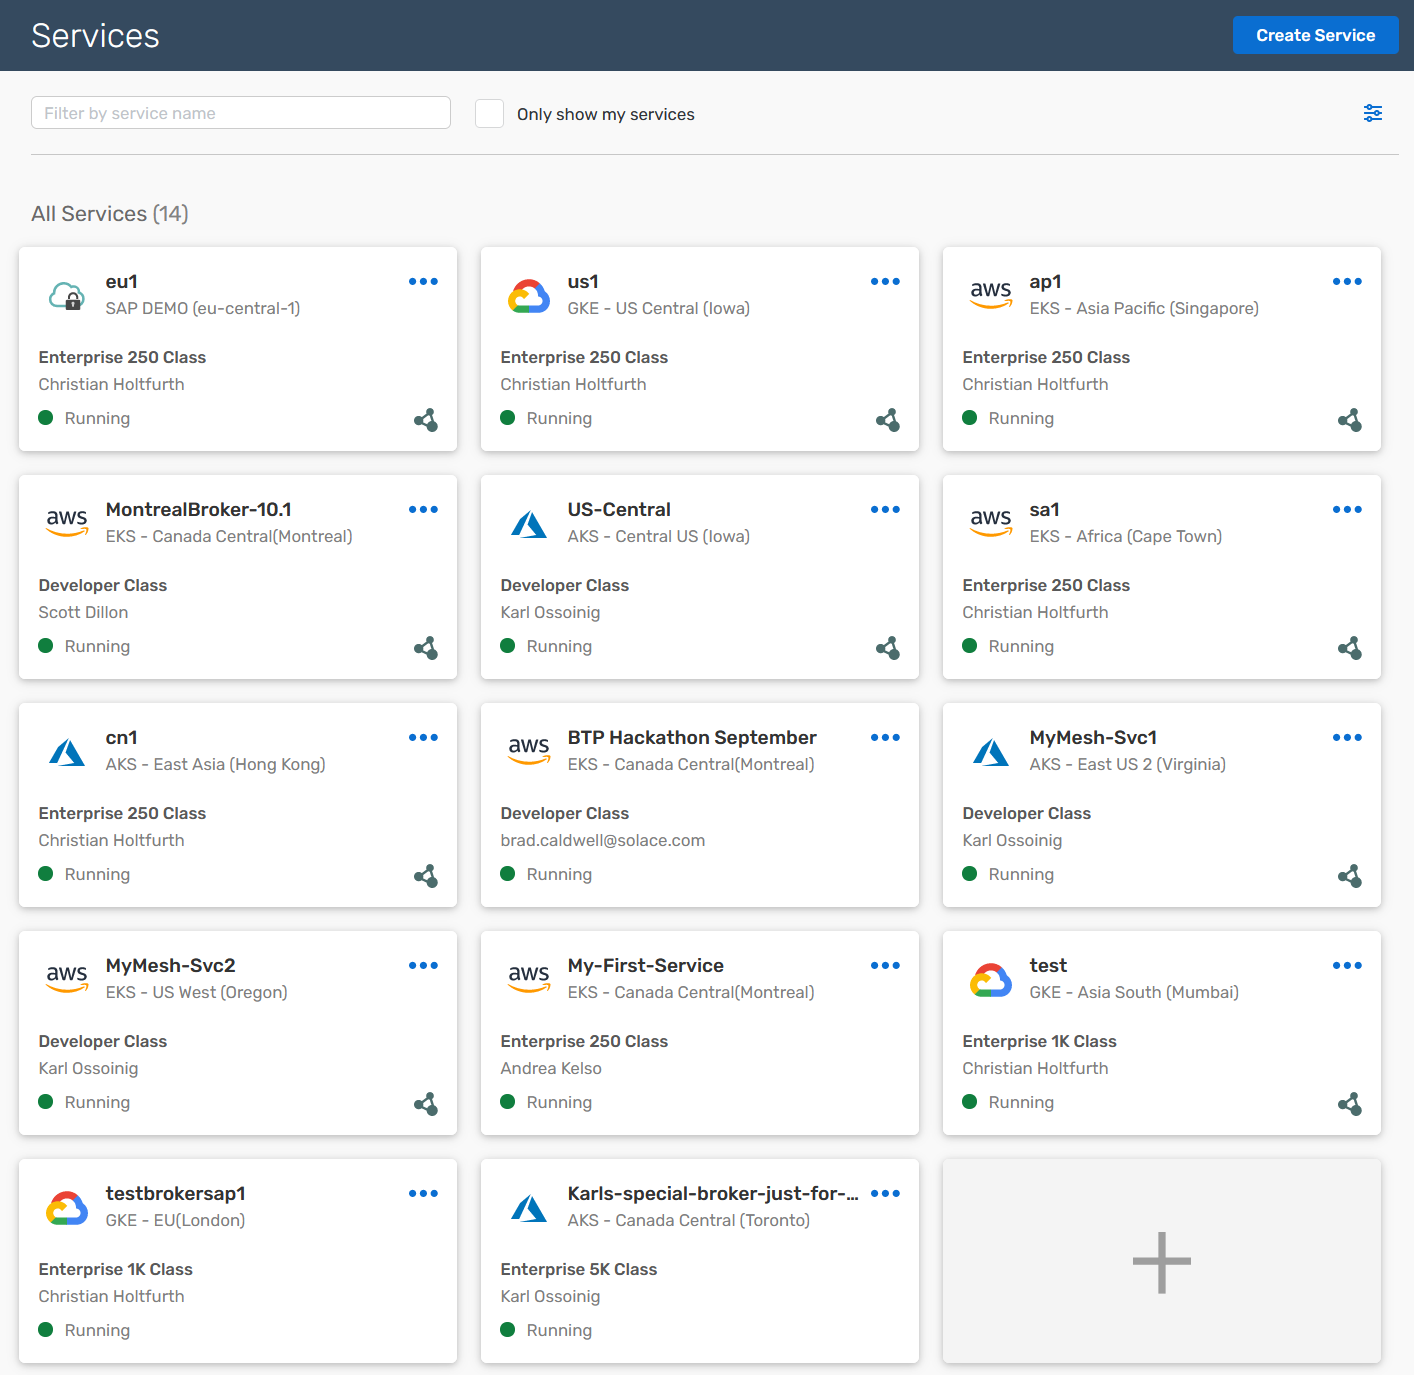 Services
Create Service
Filter by service name
Only show my services
All Services (14)
eu1
SAP DEMO (eu-central-1)
Enterprise 250 Class
Christian Holtfurth
Running
us1
GKE - US Central (Iowa)
Enterprise 250 Class
Christian Holtfurth
Running
aws
ap1
EKS - Asia Pacific (Singapore)
Enterprise 250 Class
Christian Holtfurth
Running
aws
MontrealBroker-10.1
EKS - Canada Central(Montreal)
Developer Class
Scott Dillon
Running
US-Central
AKS - Central US (Iowa)
Developer Class
Karl Ossoinig
Running
aws
sa1
EKS - Africa (Cape Town)
Enterprise 250 Class
Christian Holtfurth
Running
cn1
AKS - East Asia (Hong Kong)
Enterprise 250 Class
Christian Holtfurth
Running
aws
BTP Hackathon September
EKS - Canada Central(Montreal)
Developer Class
brad.caldwell@solace.com
Running
MyMesh-Svc1
AKS - East US 2 (Virginia)
Developer Class
Karl Ossoinig
Running
aws
MyMesh-Svc2
EKS - US West (Oregon)
Developer Class
Karl Ossoinig
Running
aws
My-First-Service
EKS - Canada Central(Montreal)
Enterprise 250 Class
Andrea Kelso
Running
test
GKE - Asia South (Mumbai)
Enterprise 1K Class
Christian Holtfurth
Running
testbrokersap1
GKE - EU(London)
Enterprise 1K Class
Christian Holtfurth
Running
Karls-special-broker-just-for-...
AKS - Canada Central (Toronto)
Enterprise 5K Class
Karl Ossoinig
Running